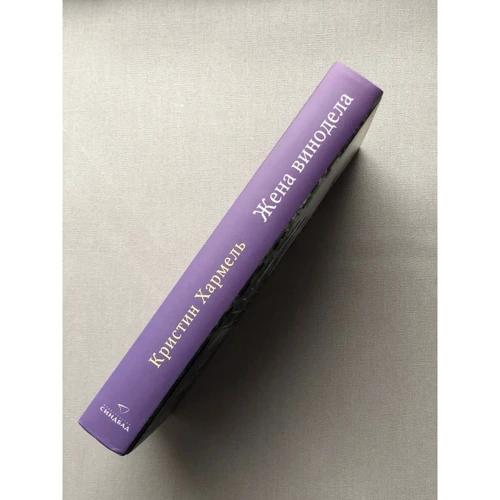 Кристин Хармель
Жена винодела
СИНДБАД